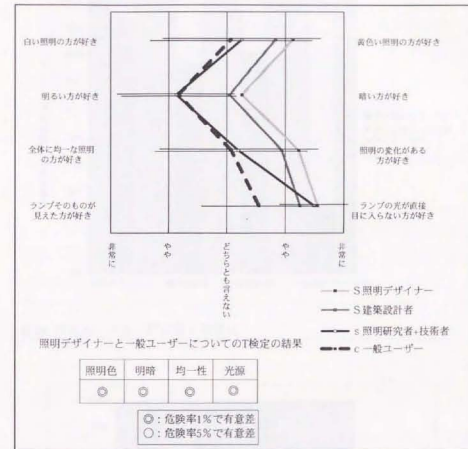 白い照明の方が好き
黄色い照明の方が好き
明るい方が好き
暗い方が好き
全体に均一な照明
の方が好き
照明の変化がある
方が好き
ランプそのものが
見えた方が好き
ランプの光が直接
目に入らない方が好き
非常に
やや
どちらとも言えない
やや
非常に
S照明デザイナー
S建築設計者
s照明研究者+技術者
c一般ユーザー
照明デザイナーと一般ユーザーについてのT検定の結果
照明色 明暗 均一性 光源
◎ ◎ ◎ ◎
◎：危険率1%で有意差
○：危険率5%で有意差